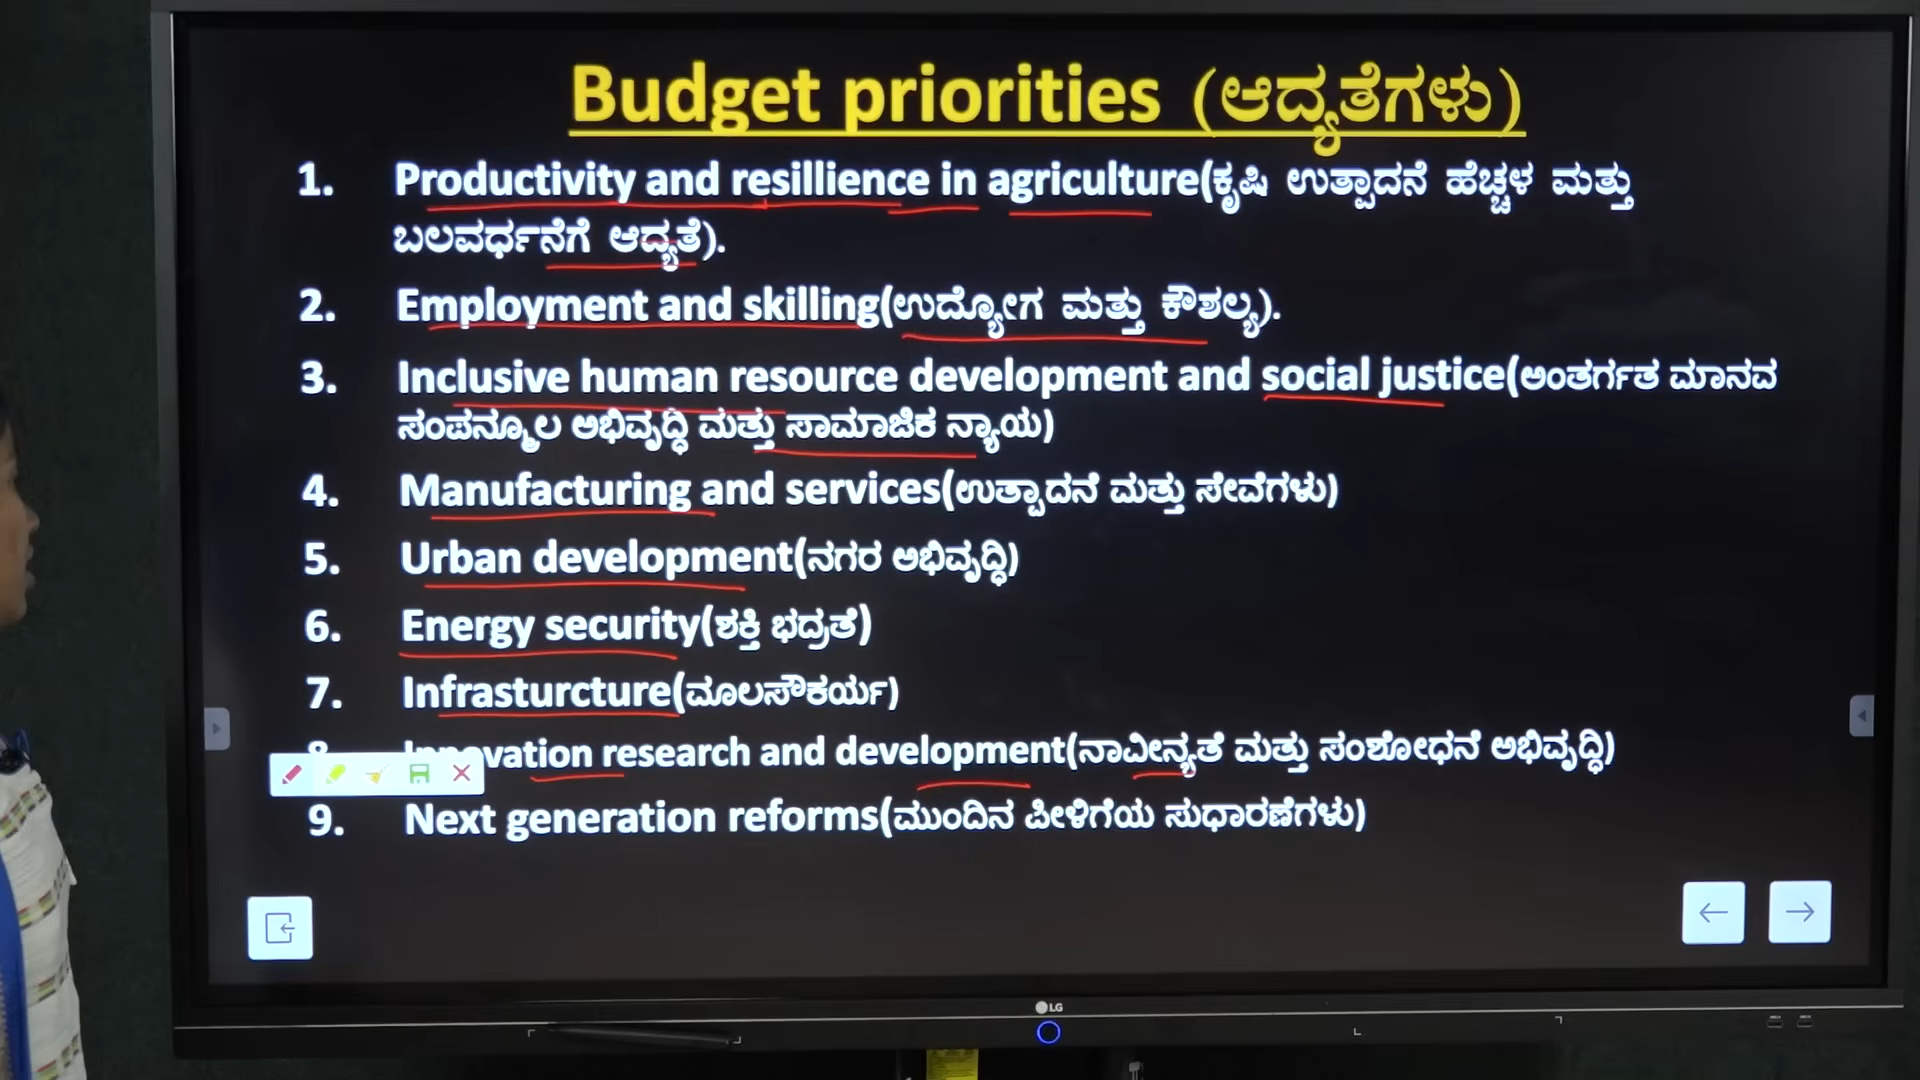 Budget priorities (ಆದ್ಯತೆಗಳು)
1. Productivity and resillience in agriculture(ಕೃಷಿ ಉತ್ಪಾದನೆ ಹೆಚ್ಚಳ ಮತ್ತು
ಬಲವರ್ಧನೆಗೆ ಆದ್ಯತೆ).
2. Employment and skilling(ಉದ್ಯೋಗ ಮತ್ತು ಕೌಶಲ್ಯ).
3. Inclusive human resource development and social justice(ಅಂತರ್ಗತ ಮಾನವ
ಸಂಪನ್ಮೂಲ ಅಭಿವೃದ್ಧಿ ಮತ್ತು ಸಾಮಾಜಿಕ ನ್ಯಾಯ)
4. Manufacturing and services(ಉತ್ಪಾದನೆ ಮತ್ತು ಸೇವೆಗಳು)
5. Urban development(ನಗರ ಅಭಿವೃದ್ಧಿ)
6. Energy security(ಶಕ್ತಿ ಭದ್ರತೆ)
7. Infrasturcture(ಮೂಲಸೌಕರ್ಯ)
8. Innovation research and development(ನಾವೀನ್ಯತೆ ಮತ್ತು ಸಂಶೋಧನೆ ಅಭಿವೃದ್ಧಿ)
9. Next generation reforms(ಮುಂದಿನ ಪೀಳಿಗೆಯ ಸುಧಾರಣೆಗಳು)
LG